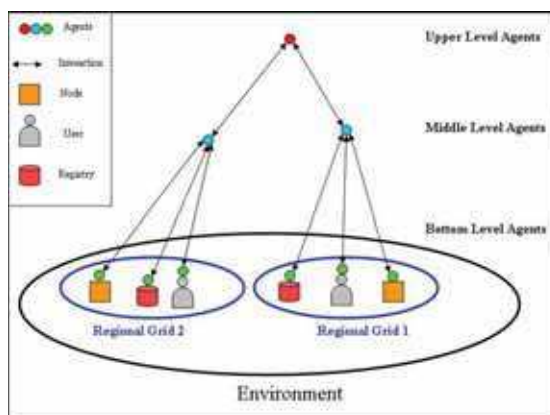 Agents
Interaction
Node
User
Registry
Upper Level Agents
Middle Level Agents
Bottom Level Agents
Regional Grid 2
Regional Grid 1
Environment